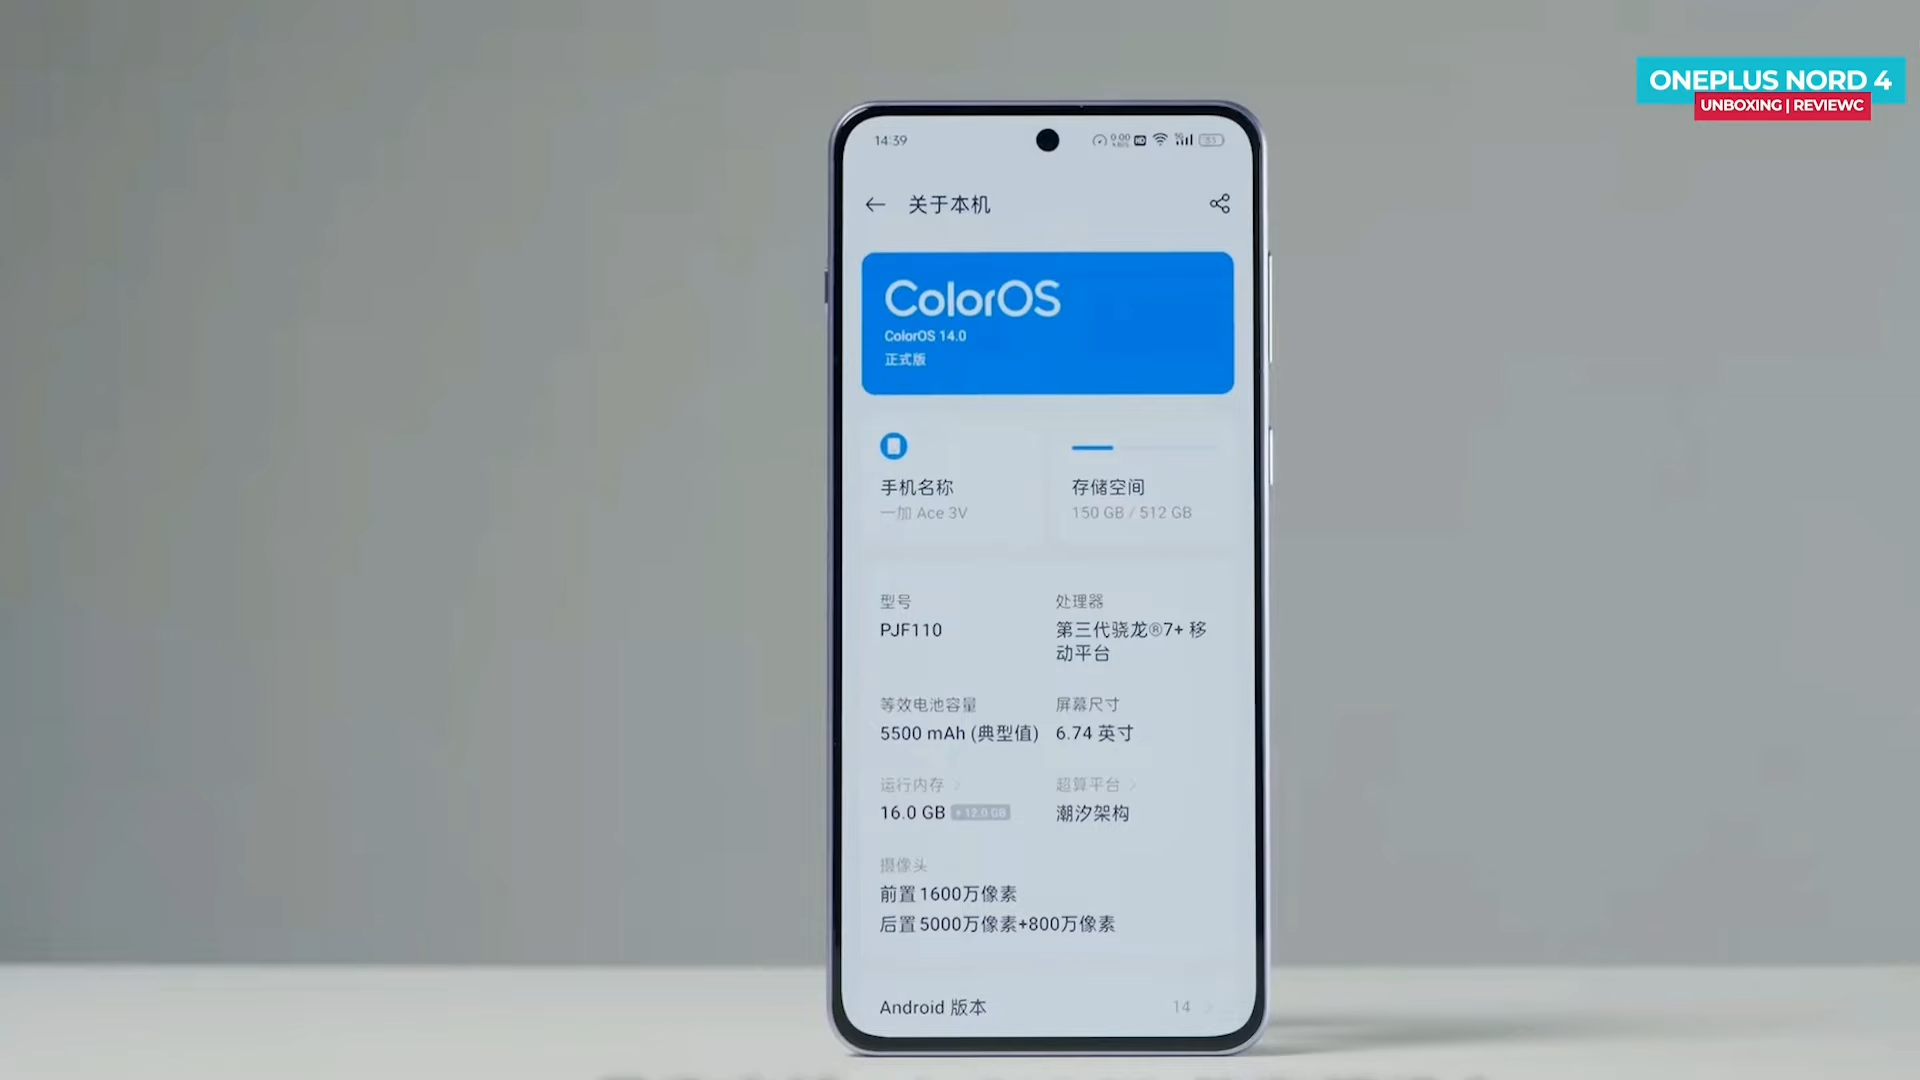 ONEPLUS NORD 4
UNBOXING | REVIEWC
14:39
关于本机
ColorOS
ColorOS 14.0
正式版
手机名称
一加 Ace 3V
存储空间
150 GB / 512 GB
型号
PJF110
处理器
第三代骁龙®7+ 移
动平台
等效电池容量
5500 mAh (典型值)
屏幕尺寸
6.74 英寸
运行内存
16.0 GB + 12.0 GB
超算平台
潮汐架构
摄像头
前置1600万像素
后置5000万像素+800万像素
Android 版本
14